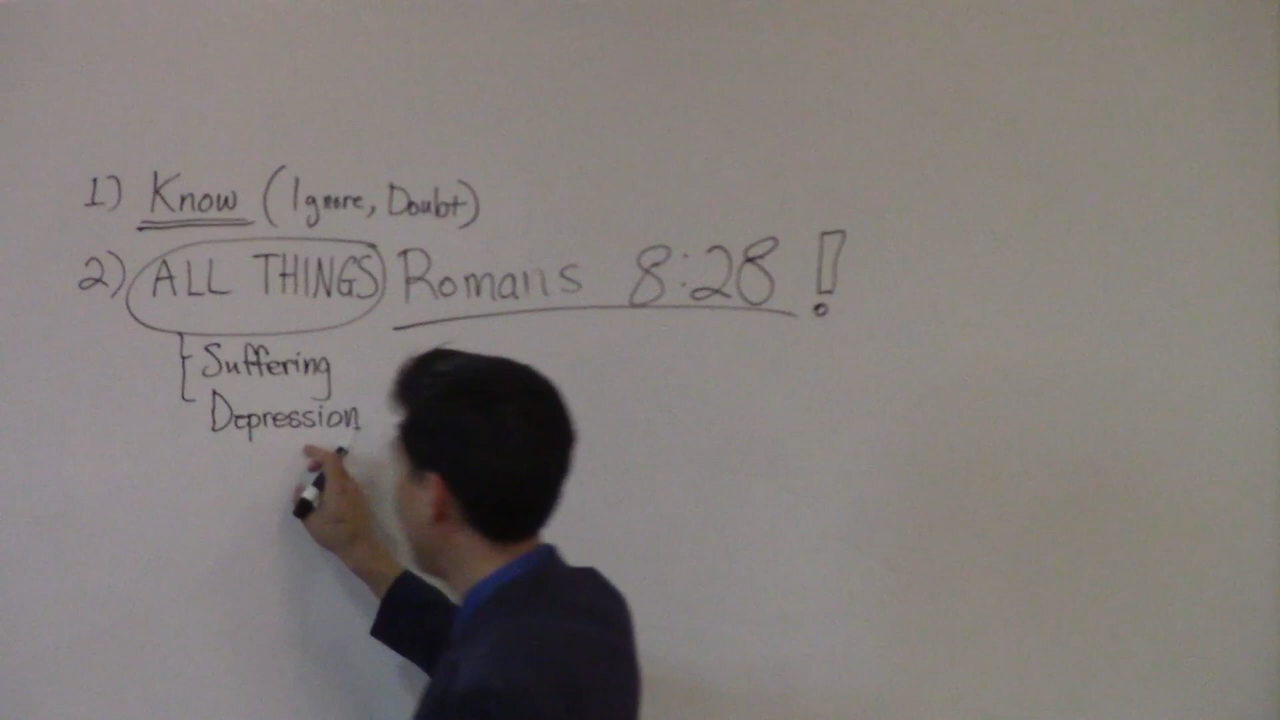 1) Know (Ignore, Doubt)
2) ALL THINGS Romans 8:28 !
Suffering
Depression